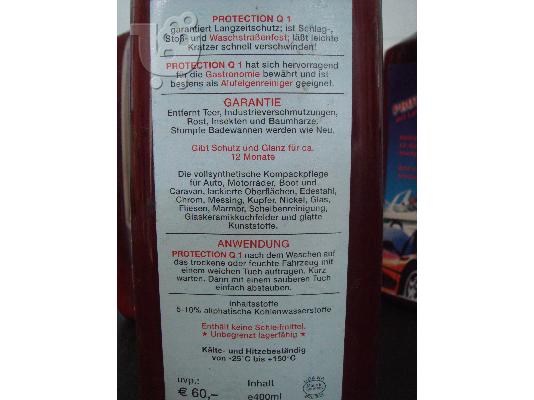 PROTECTION Q 1
garantiert Langzeitschutz; ist Schlag-,
Stoß- und Waschstraßenfest; läßt leichte
Kratzer schnell verschwinden!
PROTECTION Q 1 hat sich hervorragend
für die Gastronomie bewährt und ist
bestens als Alufelgenreiniger geeignet.
GARANTIE
Entfernt Teer, Industrieverschmutzungen,
Rost, Insekten und Baumharze.
Stumpfe Badewannen werden wie Neu.
Gibt Schutz und Glanz für ca.
12 Monate
Die vollsynthetische Kompackpflege
für Auto, Motorräder, Boot und
Caravan, lackierte Oberflächen, Edestahl,
Chrom, Messing, Kupfer, Nickel, Glas,
Fliesen, Marmor, Scheibenreinigung,
Glaskeramikkochfelder und glatte
Kunststoffe.
ANWENDUNG
PROTECTION Q 1 nach dem Waschen auf
das trockene oder feuchte Fahrzeug mit
einem weichen Tuch auftragen. Kurz
warten. Dann mit einem sauberen Tuch
einfach abstauben.
Inhaltsstoffe
5-10% aliphatische Kohlenwasserstoffe
Enthält keine Schleifmittel.
★ Unbegrenzt lagerfähig ★
Kälte- und Hitzebeständig
von -25°C bis +150°C
uvp.:
€ 60,–
Inhalt
e400ml